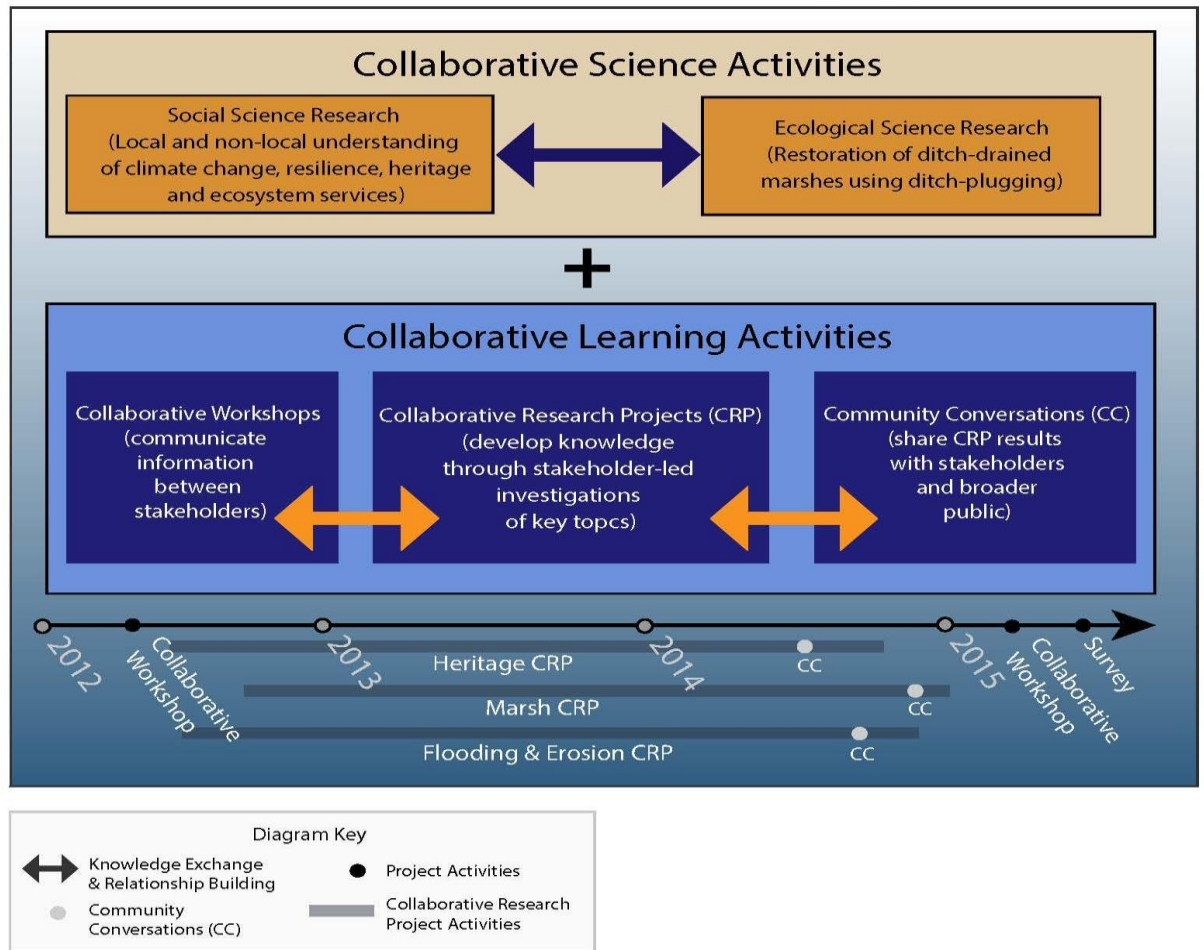 Collaborative Science Activities
Social Science Research
(Local and non-local understanding
of climate change, resilience, heritage
and ecosystem services)
Ecological Science Research
(Restoration of ditch-drained
marshes using ditch-plugging)
+
Collaborative Learning Activities
Collaborative Workshops
(communicate
information
between
stakeholders)
Collaborative Research Projects (CRP)
(develop knowledge
through stakeholder-led
investigations
of key topcs)
Community Conversations (CC)
(share CRP results
with stakeholders
and broader
public)
2012
Collaborative
Workshop
2013
2014
2015
Collaborative
Workshop
Survey
Heritage CRP
CC
Marsh CRP
CC
Flooding & Erosion CRP
CC
Diagram Key
Knowledge Exchange
& Relationship Building
Project Activities
Community
Conversations (CC)
Collaborative Research
Project Activities